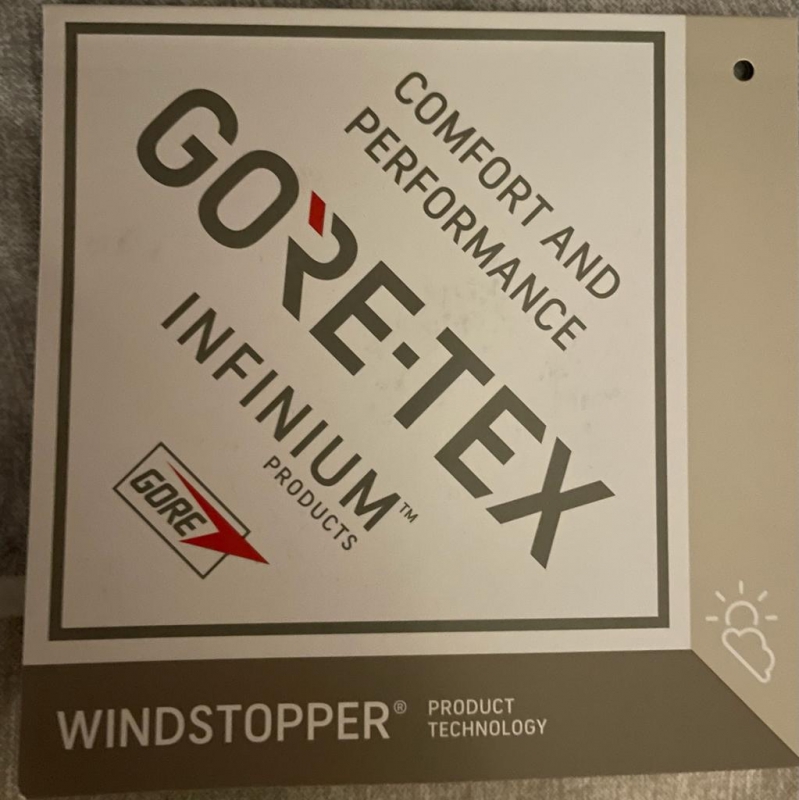 COMFORT AND
PERFORMANCE
GORE-TEX
INFINIUM™
PRODUCTS
GORE
WINDSTOPPER® PRODUCT
TECHNOLOGY